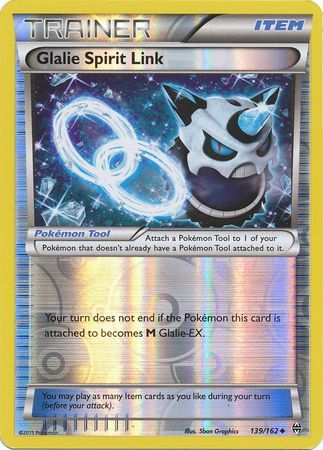 TRAINER
ITEM
Glalie Spirit Link
Pokémon Tool
Attach a Pokémon Tool to 1 of your
Pokémon that doesn't already have a Pokémon Tool attached to it.
Your turn does not end if the Pokémon this card is
attached to becomes M Glalie-EX.
You may play as many Item cards as you like during your turn
(before your attack).
©2015 Pokémon
Illus. 5ban Graphics
139/162